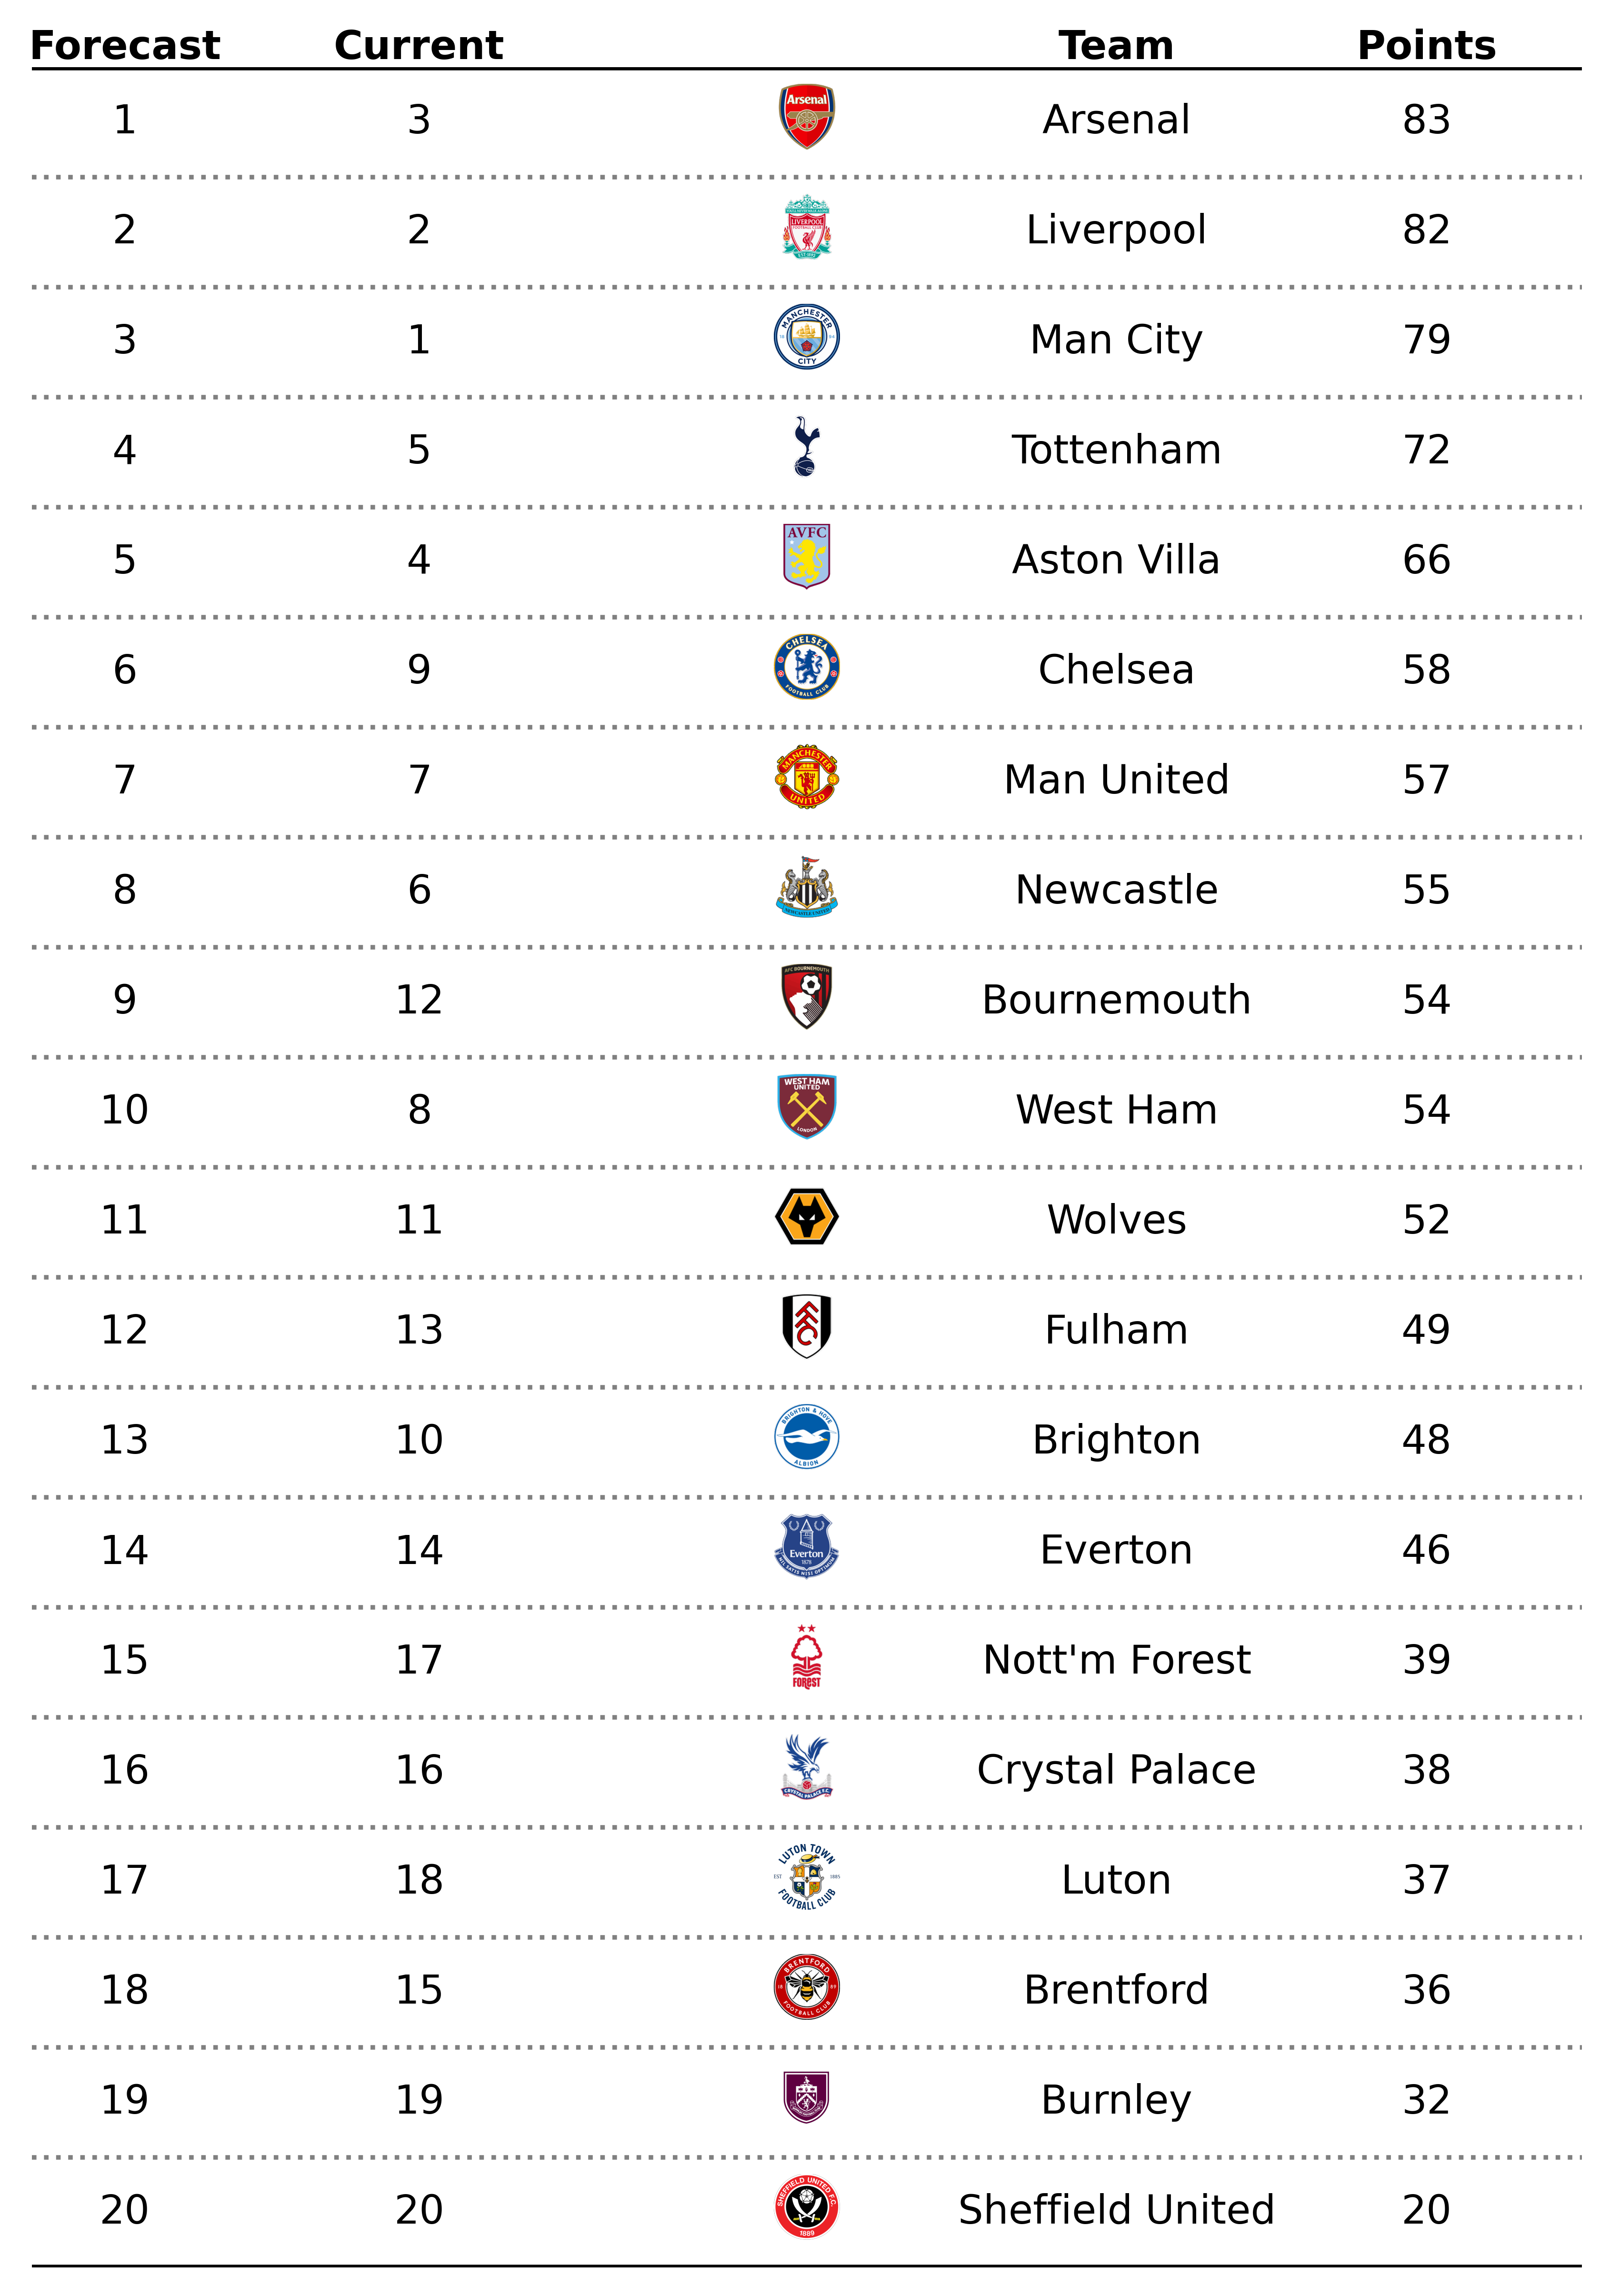 Forecast Current Team Points
1 3 Arsenal Arsenal 83
2 2 LIVERPOOL FOOTBALL CLUB Liverpool 82
3 1 MANCHESTER CITY Man City 79
4 5 Tottenham 72
5 4 AVFC Aston Villa 66
6 9 CHELSEA FOOTBALL CLUB Chelsea 58
7 7 MANCHESTER UNITED Man United 57
8 6 NEWCASTLE UNITED Newcastle 55
9 12 AFC BOURNEMOUTH Bournemouth 54
10 8 WEST HAM UNITED LONDON West Ham 54
11 11 Wolves 52
12 13 FFC Fulham 49
13 10 BRIGHTON & HOVE ALBION Brighton 48
14 14 Everton 1878 NIL SATIS NISI OPTIMUM Everton 46
15 17 FOREST Nott'm Forest 39
16 16 CRYSTAL PALACE F.C. Crystal Palace 38
17 18 LUTON TOWN EST 1885 FOOTBALL CLUB Luton 37
18 15 BRENTFORD 18 89 FOOTBALL CLUB Brentford 36
19 19 Burnley 32
20 20 SHEFFIELD UNITED F.C. 1889 Sheffield United 20